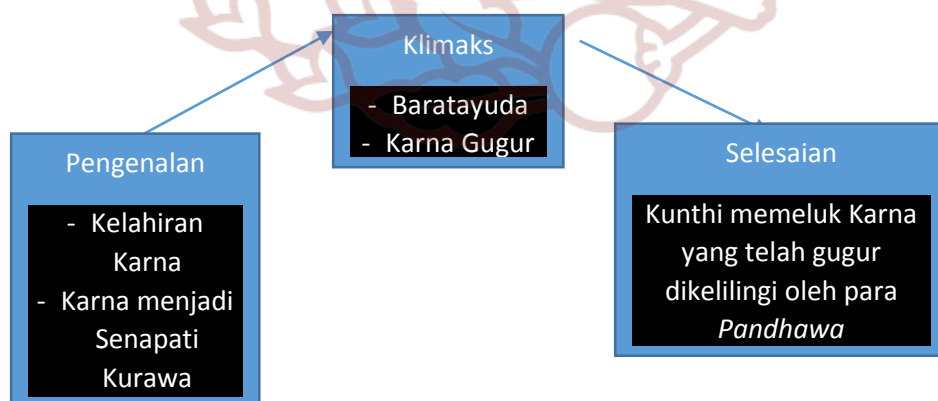 Pengenalan
- Kelahiran
Karna
- Karna menjadi
Senapati
Kurawa
Klimaks
- Baratayuda
- Karna Gugur
Selesaian
Kunthi memeluk Karna
yang telah gugur
dikelilingi oleh para
Pandhawa